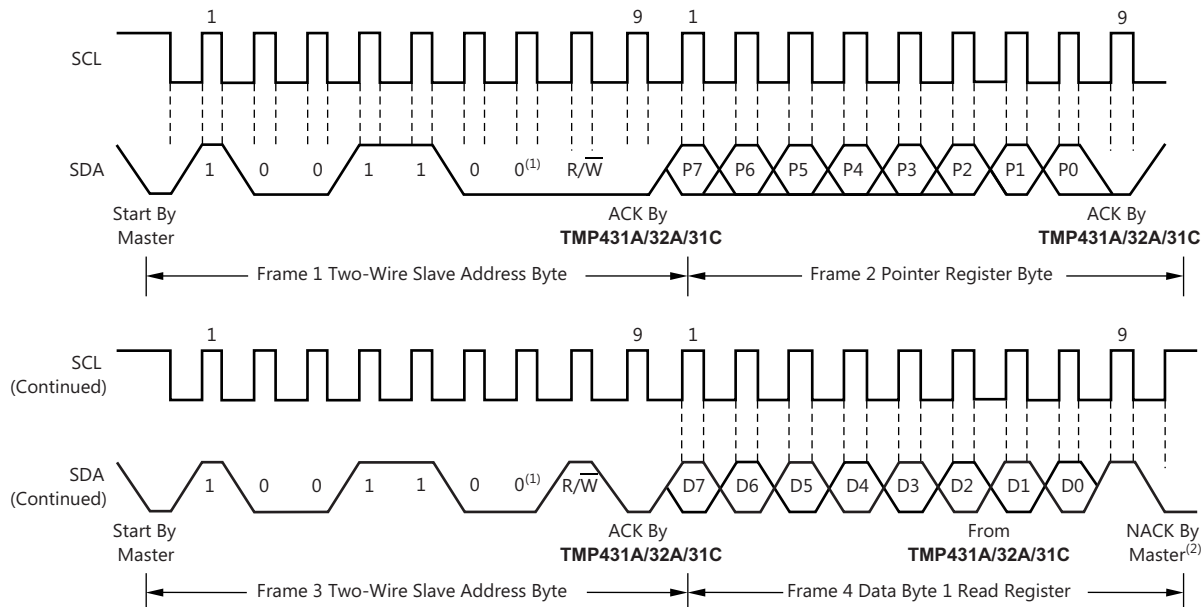 1 9 1 9
SCL
SDA
1 0 0 1 1 0 0(1) R/W P7 P6 P5 P4 P3 P2 P1 P0
Start By
Master
ACK By
TMP431A/32A/31C
ACK By
TMP431A/32A/31C
Frame 1 Two-Wire Slave Address Byte
Frame 2 Pointer Register Byte
1 9 1 9
SCL
(Continued)
SDA
(Continued)
1 0 0 1 1 0 0(1) R/W D7 D6 D5 D4 D3 D2 D1 D0
Start By
Master
ACK By
TMP431A/32A/31C
From
TMP431A/32A/31C
NACK By
Master(2)
Frame 3 Two-Wire Slave Address Byte
Frame 4 Data Byte 1 Read Register